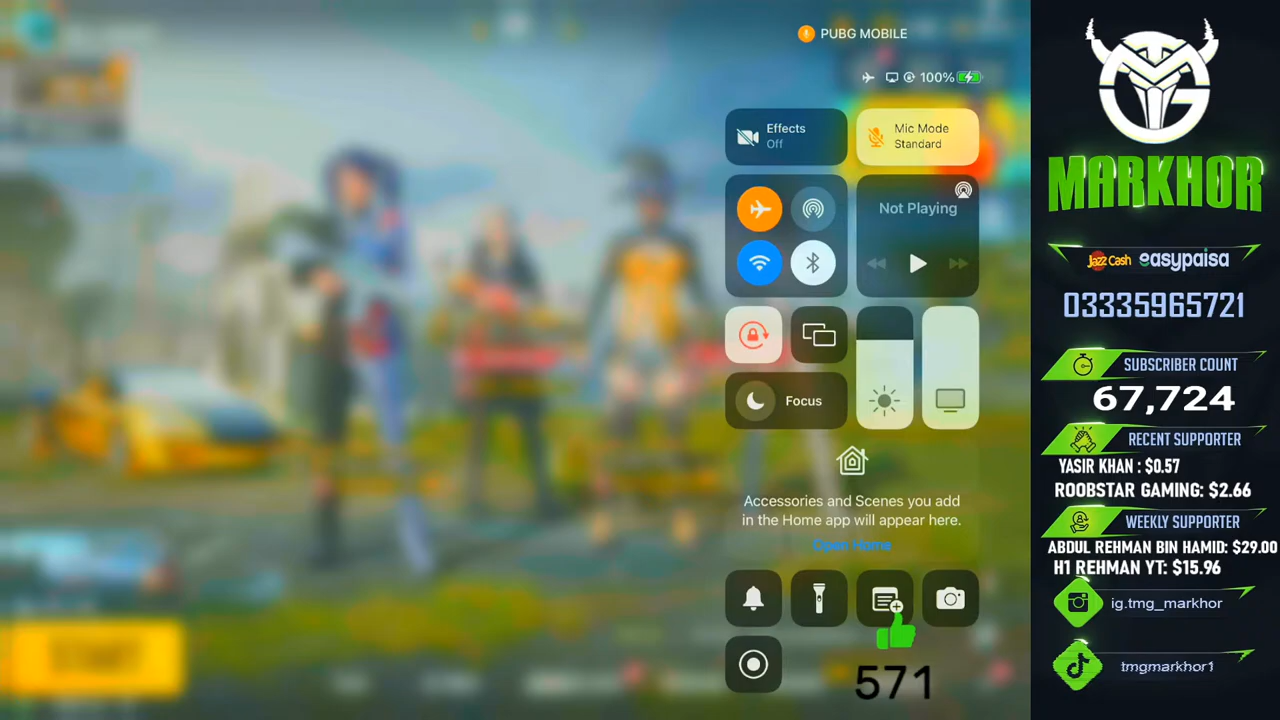 PUBG MOBILE
100%
Effects
Off
Mic Mode
Standard
Not Playing
Focus
Accessories and Scenes you add
in the Home app will appear here.
Open Home
571
MARKHOR
Jazz Cash easypaisa
03335965721
SUBSCRIBER COUNT
67,724
RECENT SUPPORTER
YASIR KHAN : $0.57
ROOBSTAR GAMING: $2.66
WEEKLY SUPPORTER
ABDUL REHMAN BIN HAMID: $29.00
H1 REHMAN YT: $15.96
ig.tmg_markhor
tmgmarkhor1